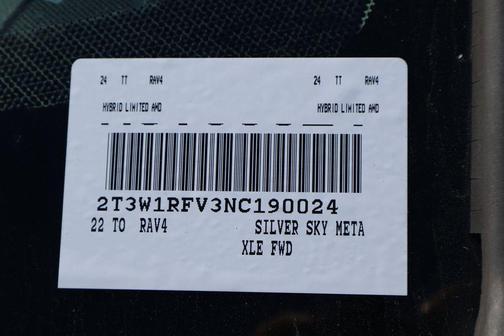 24 TT RAV4 24 TT RAV4
HYBRID LIMITED AWD HYBRID LIMITED AWD
2T3W1RFV3NC190024
22 TO RAV4 SILVER SKY META
XLE FWD